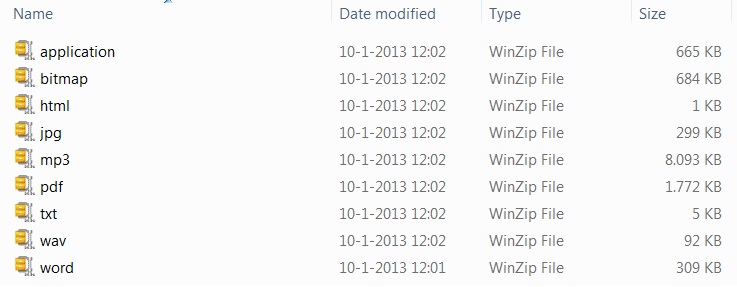 Name Date modified Type Size
application 10-1-2013 12:02 WinZip File 665 KB
bitmap 10-1-2013 12:02 WinZip File 684 KB
html 10-1-2013 12:02 WinZip File 1 KB
jpg 10-1-2013 12:02 WinZip File 299 KB
mp3 10-1-2013 12:02 WinZip File 8.093 KB
pdf 10-1-2013 12:02 WinZip File 1.772 KB
txt 10-1-2013 12:02 WinZip File 5 KB
wav 10-1-2013 12:02 WinZip File 92 KB
word 10-1-2013 12:01 WinZip File 309 KB